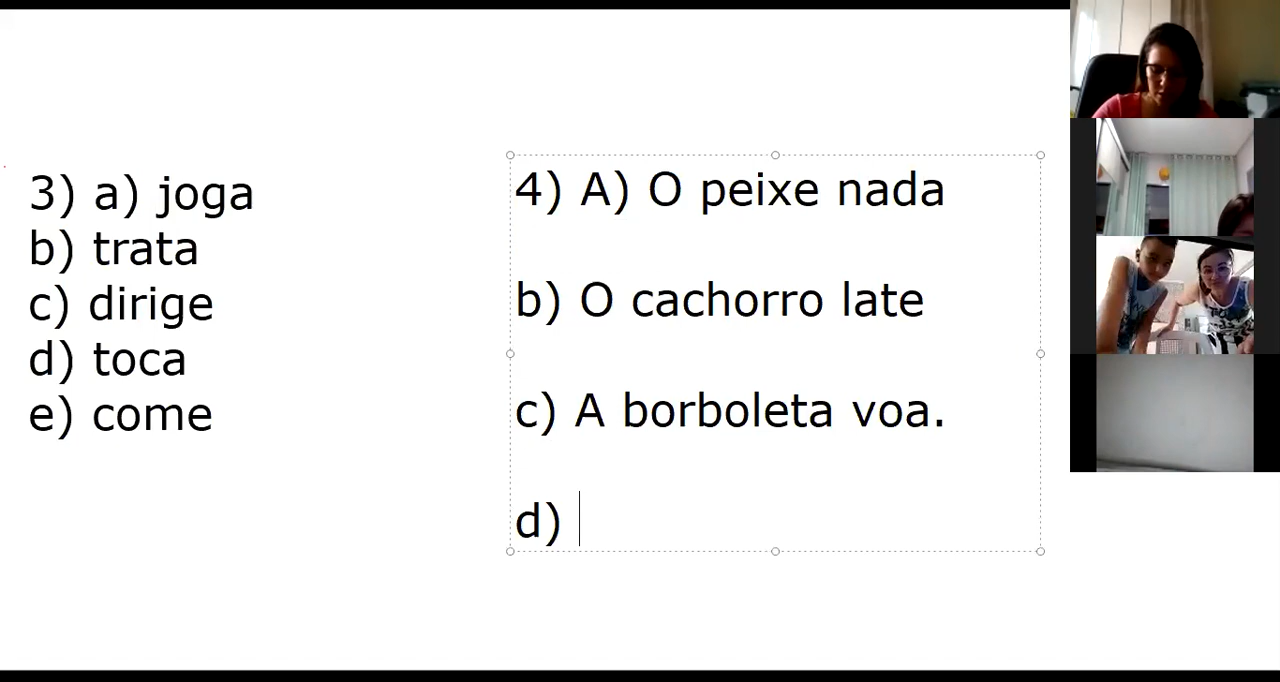 3) a) joga
b) trata
c) dirige
d) toca
e) come
4) A) O peixe nada
b) O cachorro late
c) A borboleta voa.
d)